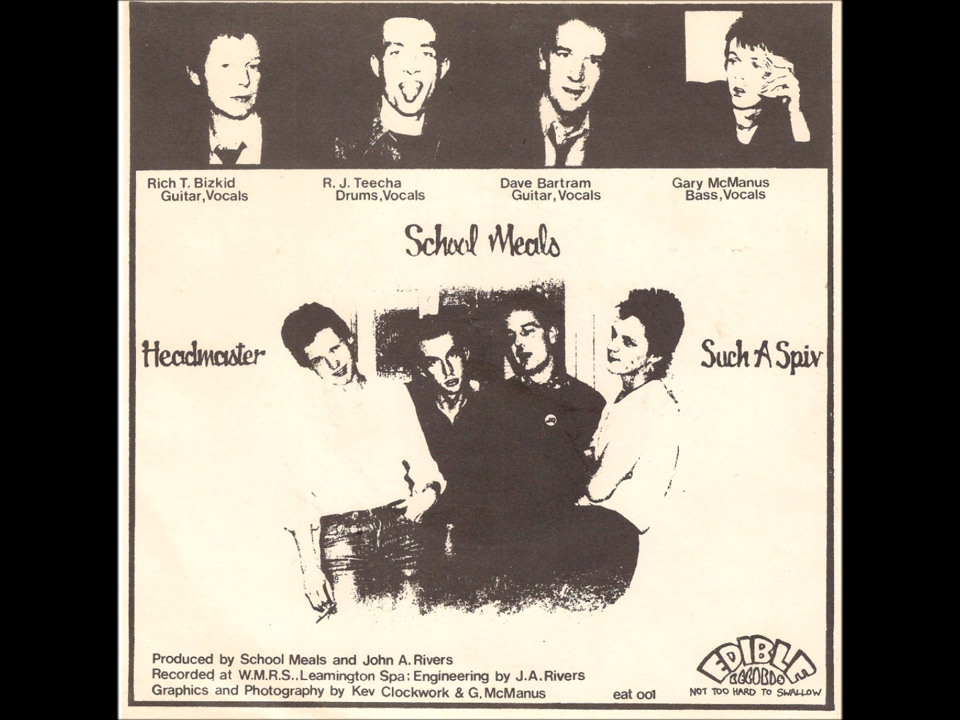 Rich T. Bizkid
Guitar,Vocals
R. J. Teecha
Drums,Vocals
Dave Bartram
Guitar,Vocals
Gary McManus
Bass,Vocals
School Meals
Headmaster
Such A Spiv
Produced by School Meals and John A. Rivers
Recorded at W.M.R.S.. Leamington Spa: Engineering by J.A. Rivers
Graphics and Photography by Kev Clockwork & G. McManus
eat 001
EDIBLE
RECORDS
NOT TOO HARD TO SWALLOW